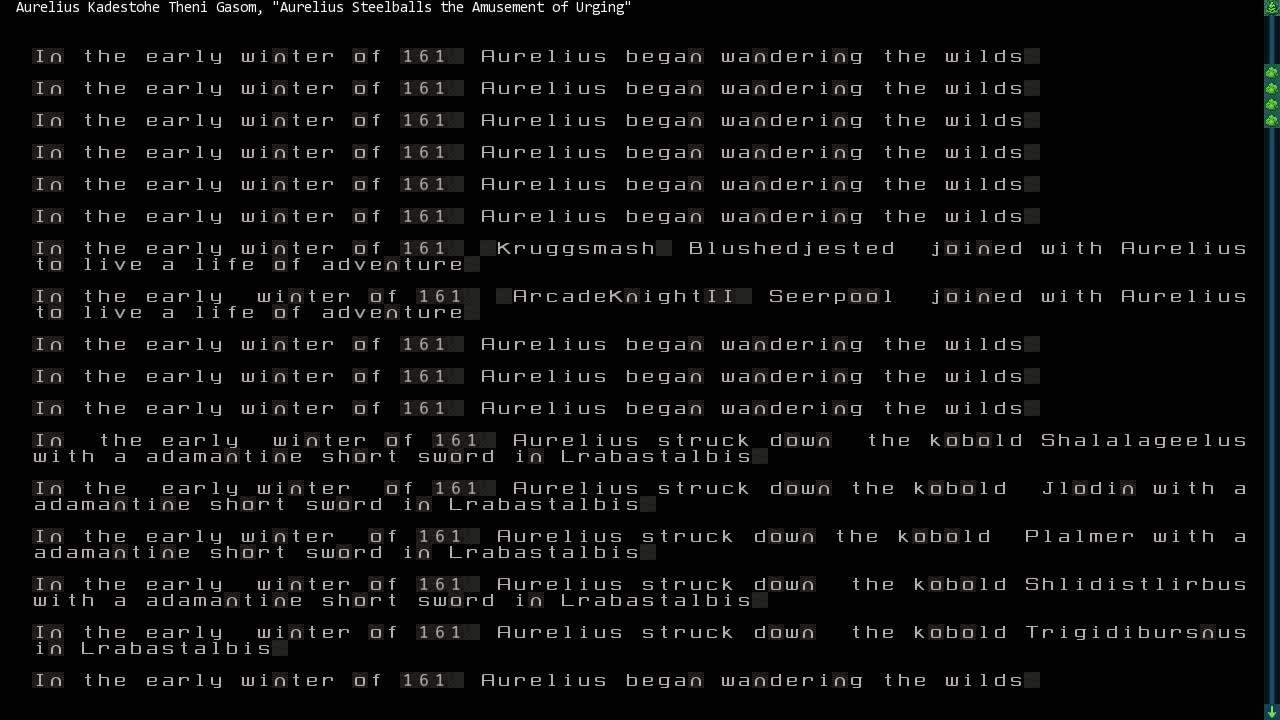 Aurelius Kadestohe Theni Gasom, "Aurelius Steelballs the Amusement of Urging"
In the early winter of 161 Aurelius began wandering the wilds
In the early winter of 161 Aurelius began wandering the wilds
In the early winter of 161 Aurelius began wandering the wilds
In the early winter of 161 Aurelius began wandering the wilds
In the early winter of 161 Aurelius began wandering the wilds
In the early winter of 161 Aurelius began wandering the wilds
In the early winter of 161 Kruggsmash Blushedjested joined with Aurelius
to live a life of adventure
In the early winter of 161 ArcadeKnightII Seerpool joined with Aurelius
to live a life of adventure
In the early winter of 161 Aurelius began wandering the wilds
In the early winter of 161 Aurelius began wandering the wilds
In the early winter of 161 Aurelius began wandering the wilds
In the early winter of 161 Aurelius struck down the kobold Shalalageelus
with a adamantine short sword in Lrabastalbis
In the early winter of 161 Aurelius struck down the kobold Jlodin with a
adamantine short sword in Lrabastalbis
In the early winter of 161 Aurelius struck down the kobold Plalmer with a
adamantine short sword in Lrabastalbis
In the early winter of 161 Aurelius struck down the kobold Shlidistlirbus
with a adamantine short sword in Lrabastalbis
In the early winter of 161 Aurelius struck down the kobold Trigidibursnus
in Lrabastalbis
In the early winter of 161 Aurelius began wandering the wilds